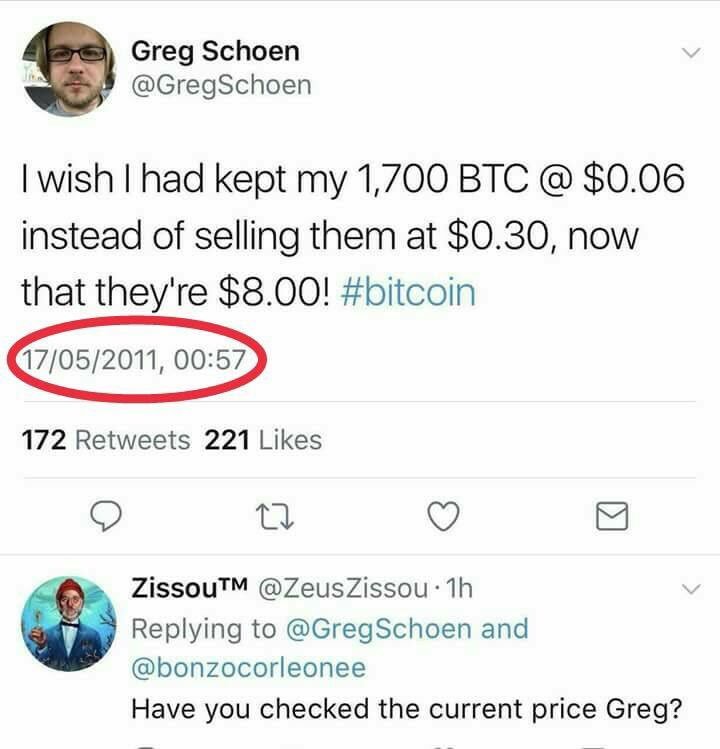 Greg Schoen
@GregSchoen
I wish I had kept my 1,700 BTC @ $0.06
instead of selling them at $0.30, now
that they're $8.00! #bitcoin
17/05/2011, 00:57
172 Retweets 221 Likes
Zissou™ @ZeusZissou · 1h
Replying to @GregSchoen and
@bonzocorleonee
Have you checked the current price Greg?